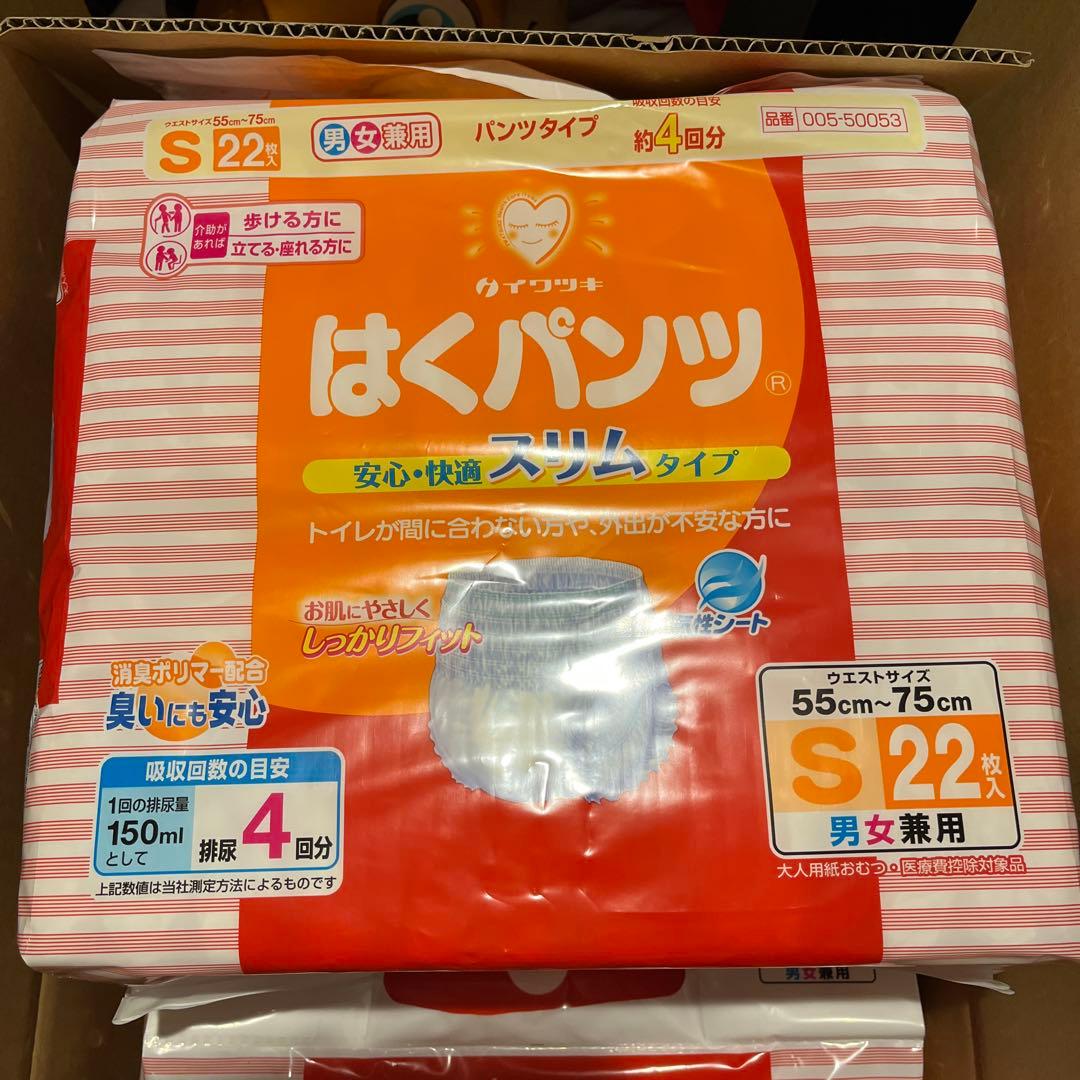 ウエストサイズ 55cm~75cm
S 22枚入
男女兼用
パンツタイプ
吸収回数の目安
約4回分
品番 005-50053
介助があれば
歩ける方に
立てる・座れる方に
イワツキ
はくパンツ®
安心・快適 スリム タイプ
トイレが間に合わない方や、外出が不安な方に
お肌にやさしく
しっかりフィット
性シート
消臭ポリマー配合
臭いにも安心
吸収回数の目安
1回の排尿量
150ml
として
排尿4回分
上記数値は当社測定方法によるものです
ウエストサイズ
55cm~75cm
S 22枚入
男女兼用
大人用紙おむつ・医療費控除対象品
男女兼用